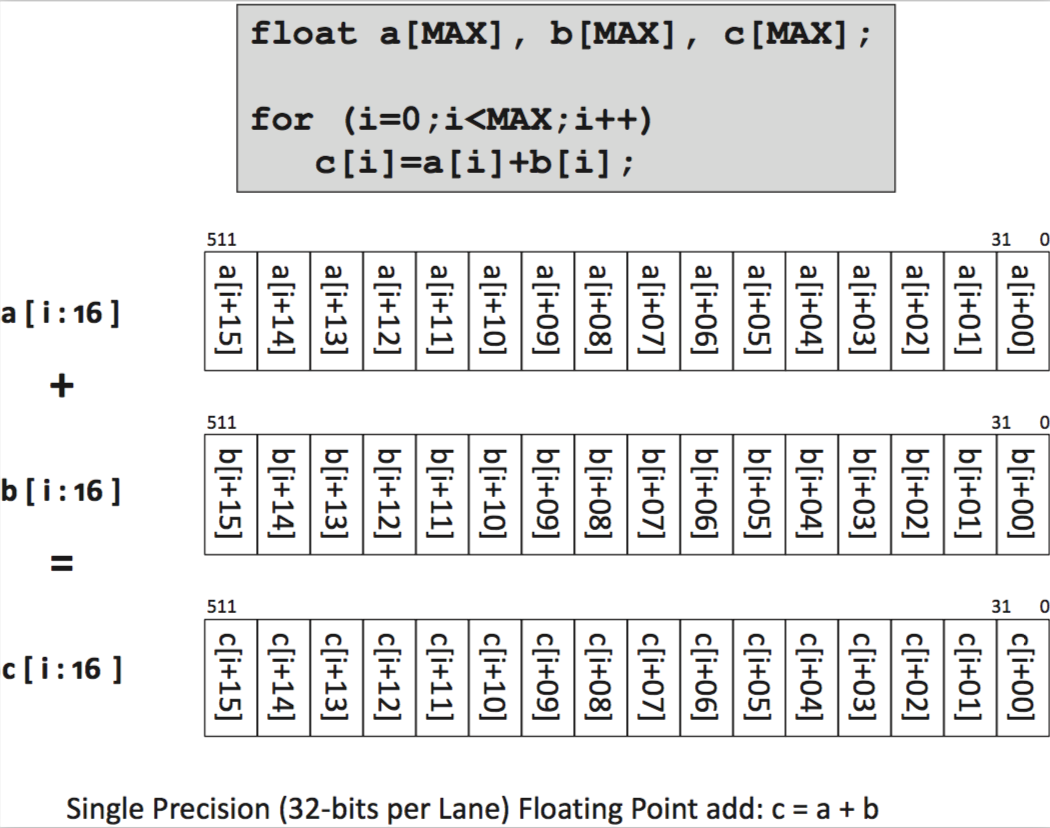 float a[MAX], b[MAX], c[MAX];
for (i=0;i<MAX;i++)
c[i]=a[i]+b[i];
511 31 0
a[i:16]
a[i+15] a[i+14] a[i+13] a[i+12] a[i+11] a[i+10] a[i+09] a[i+08] a[i+07] a[i+06] a[i+05] a[i+04] a[i+03] a[i+02] a[i+01] a[i+00]
+
511 31 0
b[i:16]
b[i+15] b[i+14] b[i+13] b[i+12] b[i+11] b[i+10] b[i+09] b[i+08] b[i+07] b[i+06] b[i+05] b[i+04] b[i+03] b[i+02] b[i+01] b[i+00]
=
511 31 0
c[i:16]
c[i+15] c[i+14] c[i+13] c[i+12] c[i+11] c[i+10] c[i+09] c[i+08] c[i+07] c[i+06] c[i+05] c[i+04] c[i+03] c[i+02] c[i+01] c[i+00]
Single Precision (32-bits per Lane) Floating Point add: c = a + b